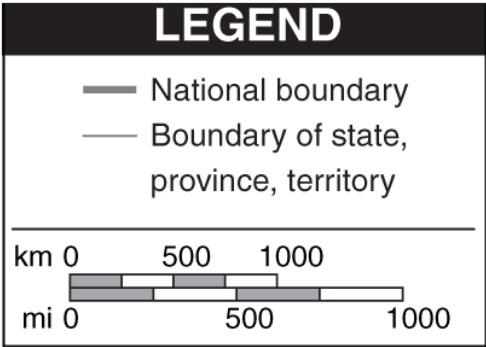 LEGEND
National boundary
Boundary of state,
province, territory
km 0 500 1000
mi 0 500 1000